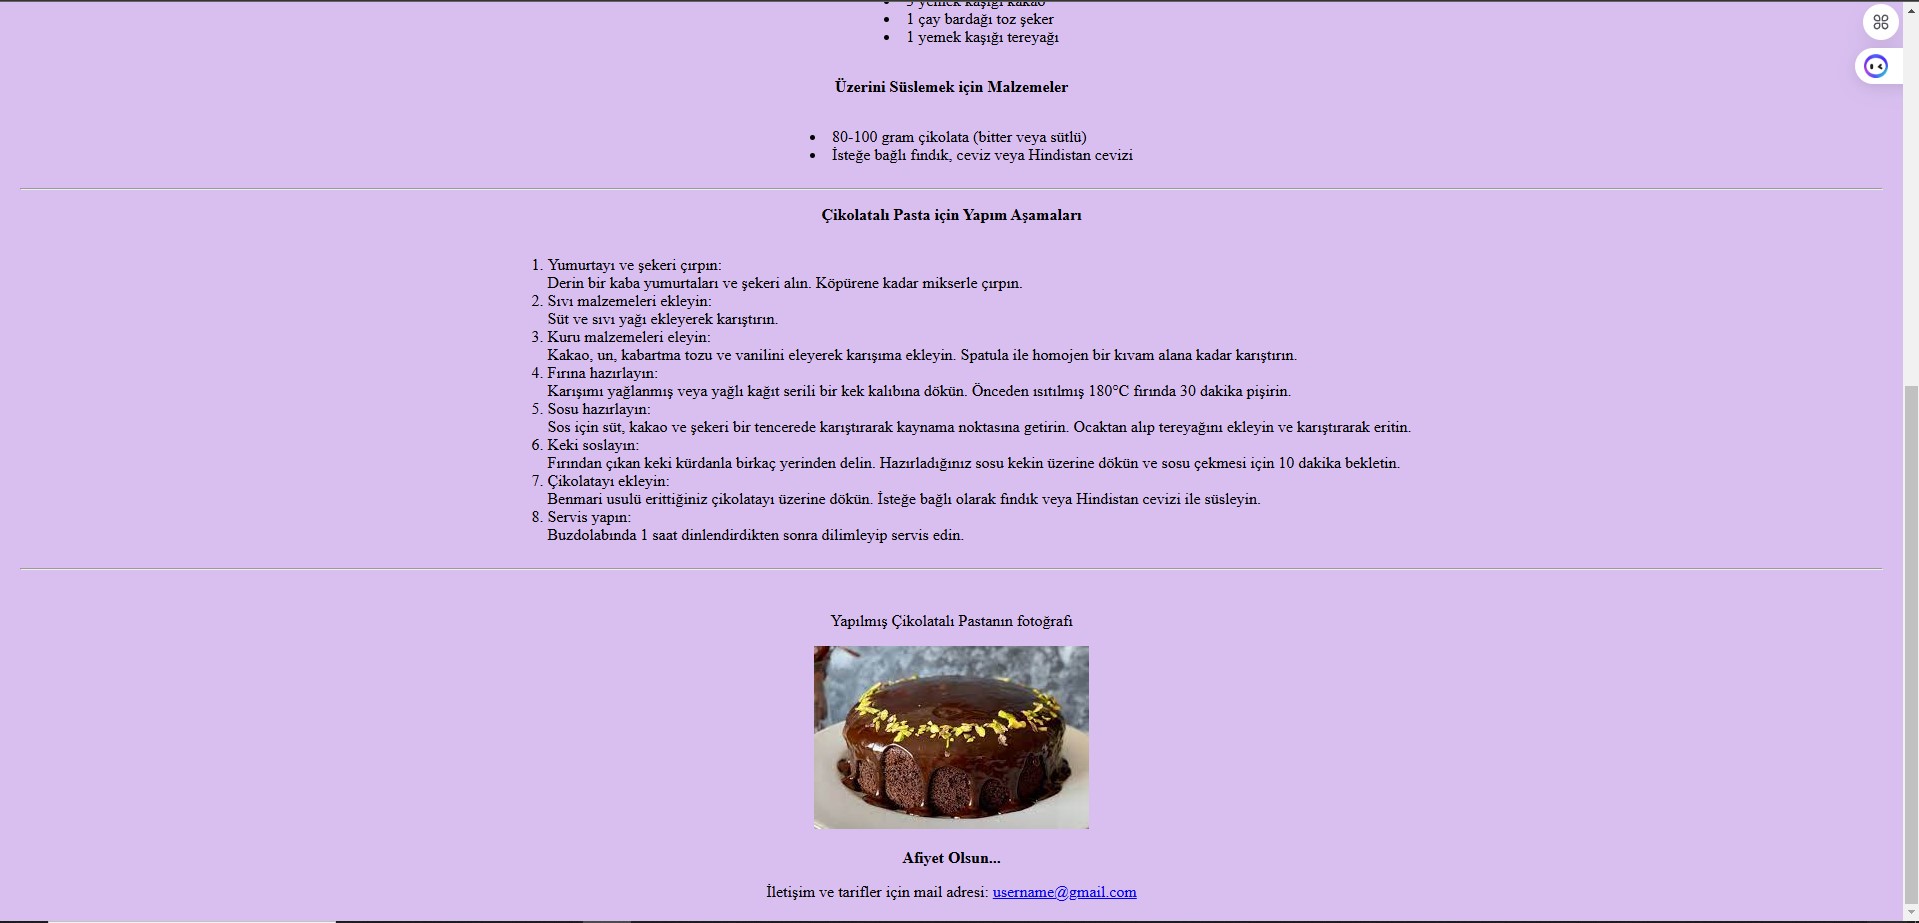 3 yemek kaşığı kakao
1 çay bardağı toz şeker
1 yemek kaşığı tereyağı
Üzerini Süslemek için Malzemeler
80-100 gram çikolata (bitter veya sütlü)
İsteğe bağlı fındık, ceviz veya Hindistan cevizi
Çikolatalı Pasta için Yapım Aşamaları
1. Yumurtayı ve şekeri çırpın:
Derin bir kaba yumurtaları ve şekeri alın. Köpürene kadar mikserle çırpın.
2. Sıvı malzemeleri ekleyin:
Süt ve sıvı yağı ekleyerek karıştırın.
3. Kuru malzemeleri eleyin:
Kakao, un, kabartma tozu ve vanilini eleyerek karışıma ekleyin. Spatula ile homojen bir kıvam alana kadar karıştırın.
4. Fırına hazırlayın:
Karışımı yağlanmış veya yağlı kağıt serili bir kek kalıbına dökün. Önceden ısıtılmış 180°C fırında 30 dakika pişirin.
5. Sosu hazırlayın:
Sos için süt, kakao ve şekeri bir tencerede karıştırarak kaynama noktasına getirin. Ocaktan alıp tereyağını ekleyin ve karıştırarak eritin.
6. Keki soslayın:
Fırından çıkan keki kürdanla birkaç yerinden delin. Hazırladığınız sosu kekin üzerine dökün ve sosu çekmesi için 10 dakika bekletin.
7. Çikolatayı ekleyin:
Benmari usulü erittiğiniz çikolatayı üzerine dökün. İsteğe bağlı olarak fındık veya Hindistan cevizi ile süsleyin.
8. Servis yapın:
Buzdolabında 1 saat dinlendirdikten sonra dilimleyip servis edin.
Yapılmış Çikolatalı Pastanın fotoğrafı
Afiyet Olsun...
İletişim ve tarifler için mail adresi: username@gmail.com